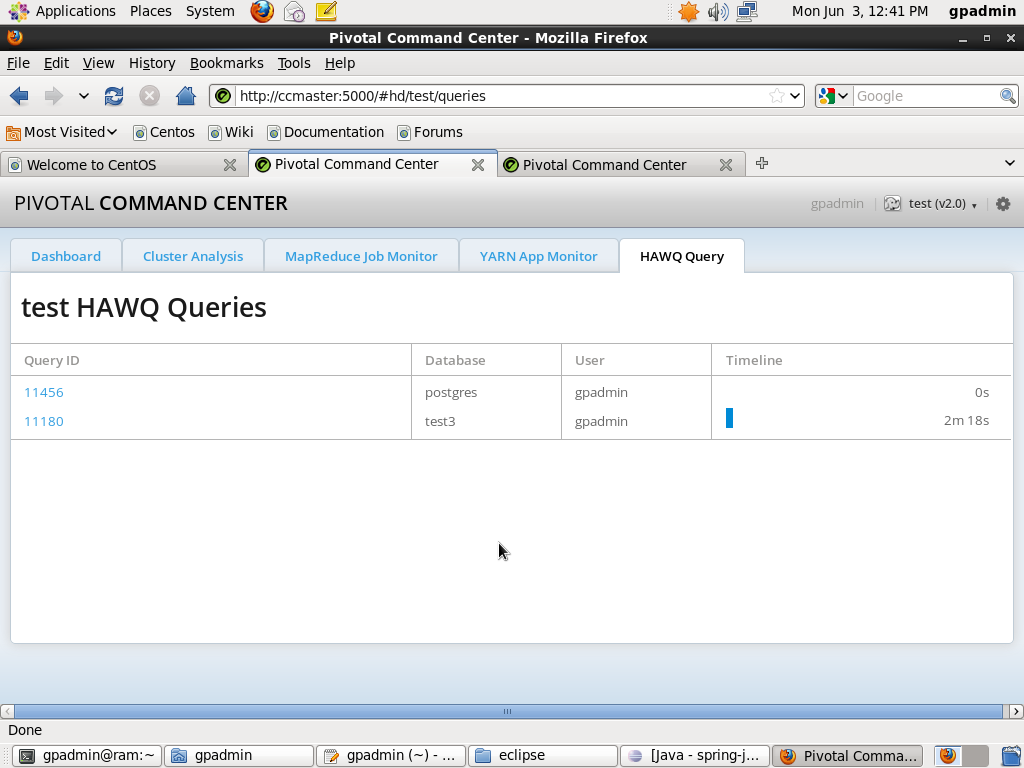 Applications Places System Mon Jun 3, 12:41 PM gpadmin
Pivotal Command Center - Mozilla Firefox
File Edit View History Bookmarks Tools Help
http://ccmaster:5000/#hd/test/queries Google
Most Visited Centos Wiki Documentation Forums
Welcome to CentOS Pivotal Command Center Pivotal Command Center
PIVOTAL COMMAND CENTER gpadmin test (v2.0)
Dashboard Cluster Analysis MapReduce Job Monitor YARN App Monitor HAWQ Query
test HAWQ Queries
Query ID Database User Timeline
11456 postgres gpadmin 0s
11180 test3 gpadmin 2m 18s
Done
gpadmin@ram:~ gpadmin gpadmin (~) - ... eclipse [Java - spring-j... Pivotal Comma...